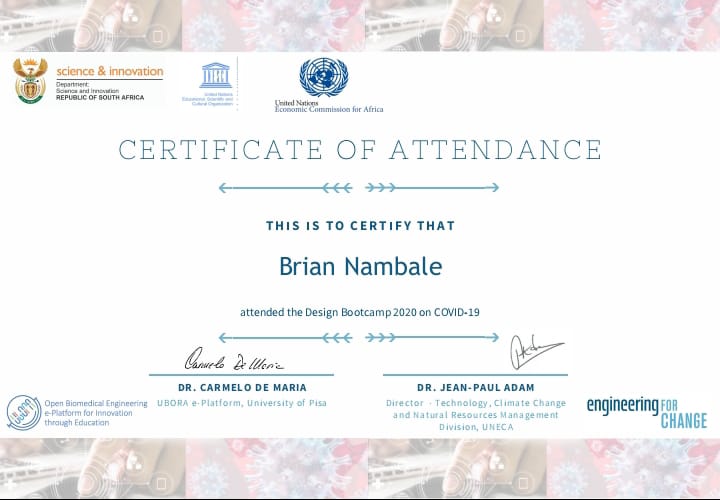 science & innovation
Department:
Science and Innovation
REPUBLIC OF SOUTH AFRICA
United Nations
Educational, Scientific and
Cultural Organization
United Nations
Economic Commission for Africa
CERTIFICATE OF ATTENDANCE
THIS IS TO CERTIFY THAT
Brian Nambale
attended the Design Bootcamp 2020 on COVID-19
Carmelo De Maria
DR. CARMELO DE MARIA
UBORA e-Platform, University of Pisa
DR. JEAN-PAUL ADAM
Director - Technology, Climate Change
and Natural Resources Management
Division, UNECA
UBORA
Open Biomedical Engineering
e-Platform for Innovation
through Education
engineering FOR
CHANGE